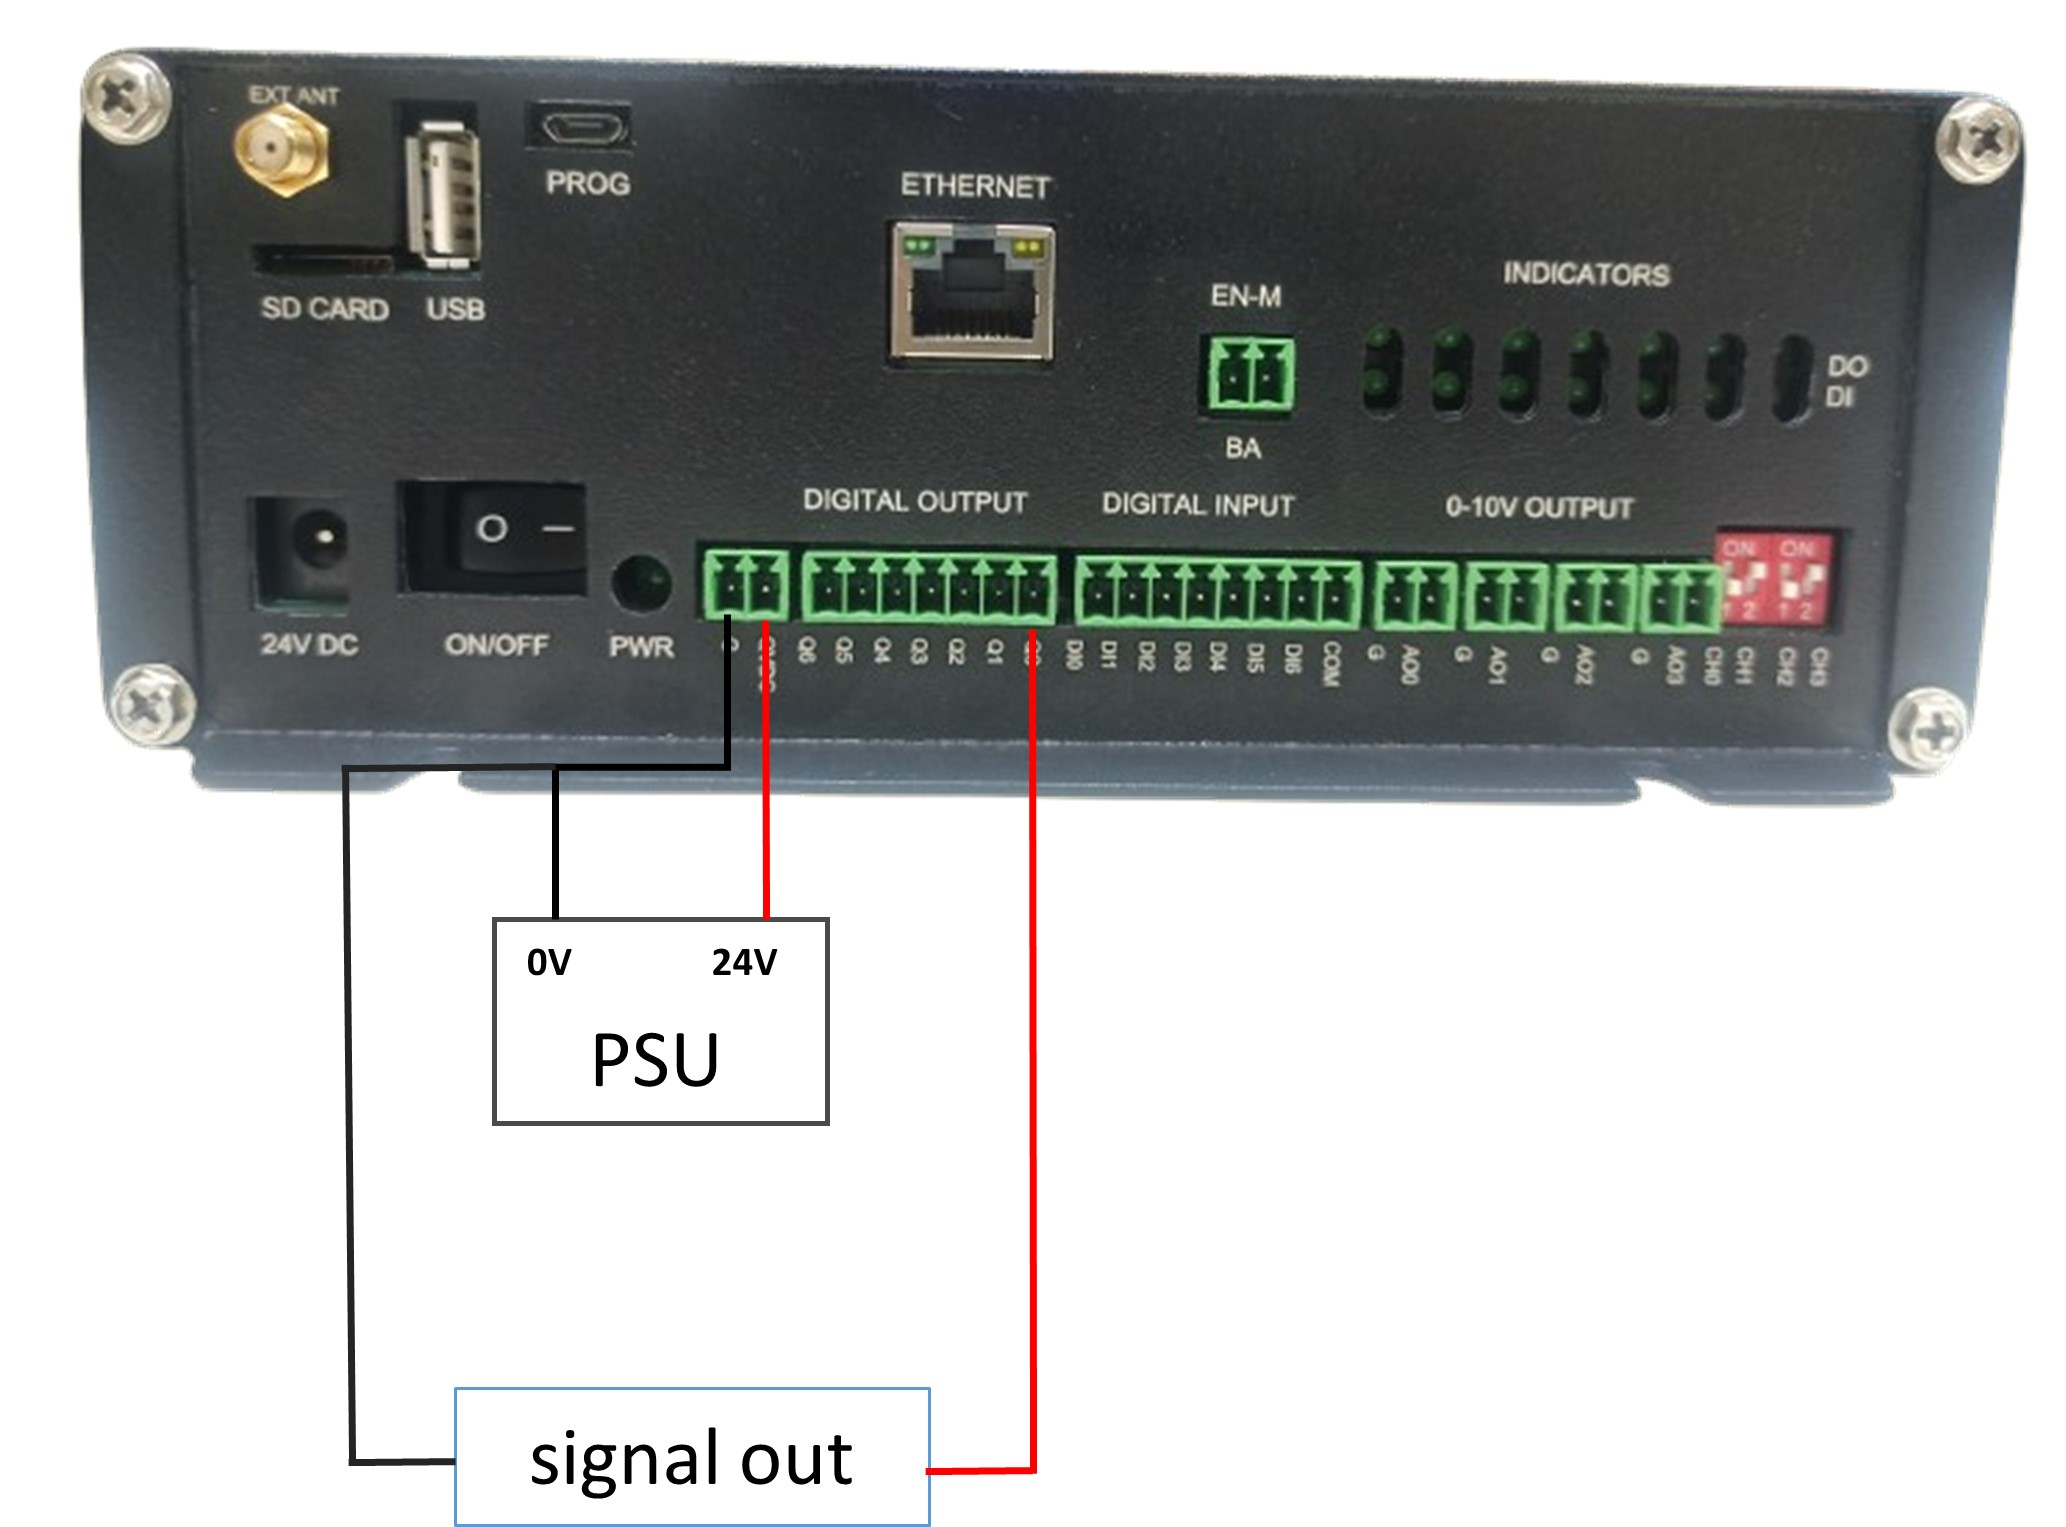 EXT ANT
PROG
ETHERNET
SD CARD USB
EN-M
INDICATORS
DO
DI
BA
DIGITAL OUTPUT DIGITAL INPUT 0-10V OUTPUT
ON ON
1 2 1 2
24V DC ON/OFF PWR
Q6 Q5 Q4 Q3 Q2 Q1 DI0 DI1 DI2 DI3 DI4 DI5 DI6 COM G AO0 G AO1 G AO2 G AO3 CH0 CH1 CH2 CH3
0V 24V
PSU
signal out